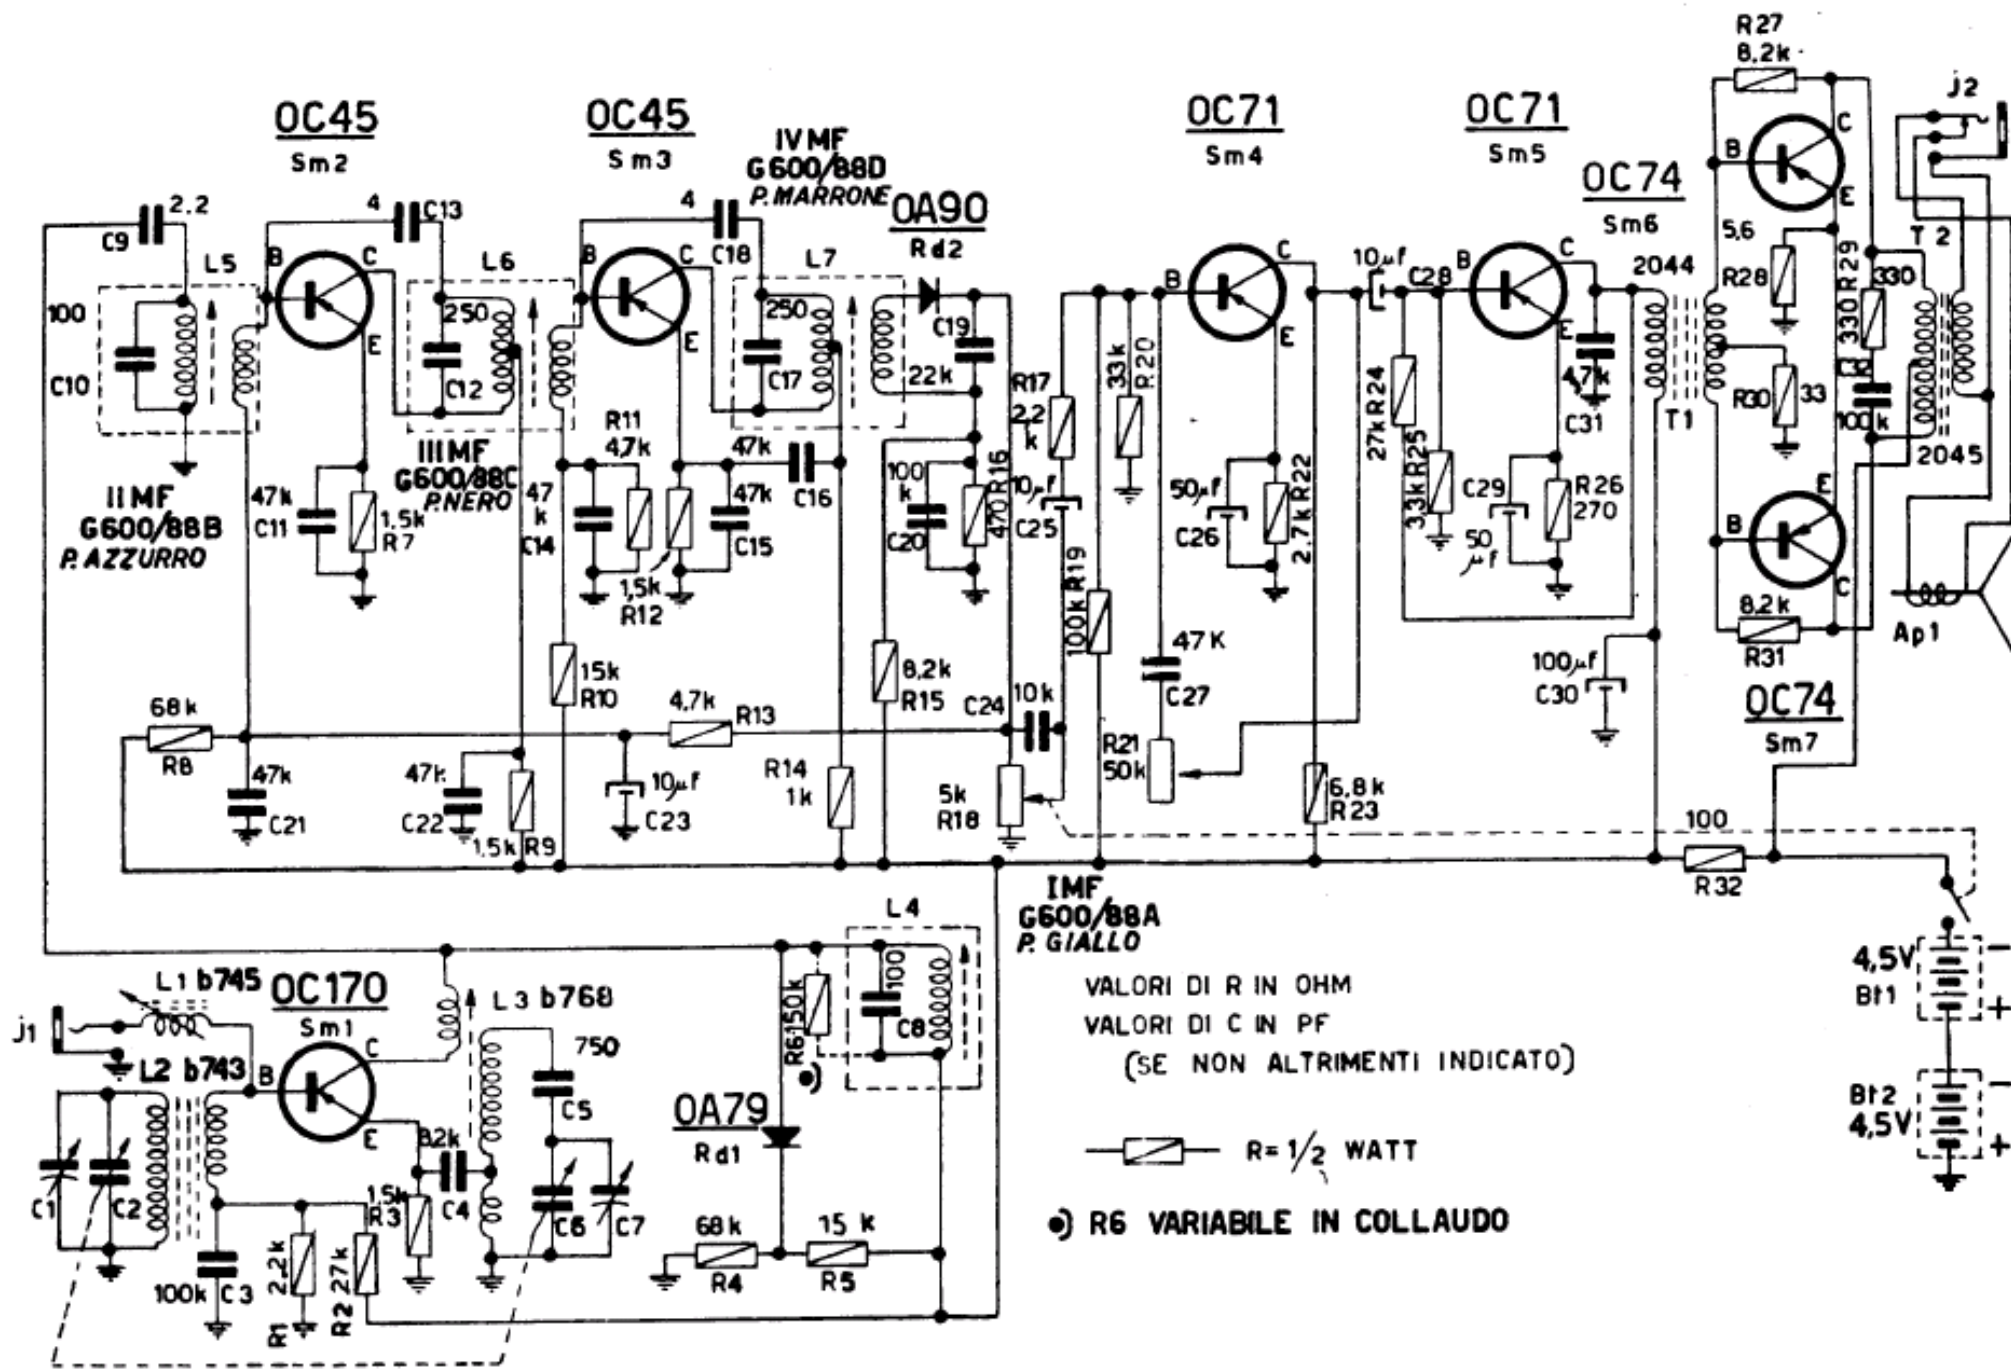 R27
8,2k
J2
OC45
Sm2
OC45
Sm3
IV MF
G600/88D
P. MARRONE
OA90
Rd2
OC71
Sm4
OC71
Sm5
OC74
Sm6
C
B
E
2.2
C9
4
C13
4
C18
L5
B
C
E
L6
B
C
E
L7
B
C
E
10µf
C28
B
C
E
2044
5,6
R28
330 R29
330
T2
100
C10
250
C12
250
C17
C19
22k
R17
2,2
k
33k
R20
27k R24
4,7k
C31
T1
R30
33
C32
100k
2045
II MF
G600/88B
P. AZZURRO
III MF
G600/88C
P. NERO
R11
4,7k
47k
C16
47k
C11
1,5k
R7
47
k
C14
1,5k
R12
47k
C15
100
k
C20
470 R16
10µf
C25
100k R19
50µf
C26
2.7k R22
3,3k R25
C29
50
µf
R26
270
B
E
C
8,2k
R31
Ap1
68k
R8
15k
R10
4,7k
R13
8,2k
R15
C24
10k
47K
C27
100µf
C30
OC74
Sm7
47k
C21
47k
C22
1,5k R9
10µf
C23
R14
1k
5k
R18
R21
50k
6,8k
R23
100
R32
I MF
G600/88A
P. GIALLO
L4
L1 b745
OC170
Sm1
L3 b768
J1
L2 b743
B
C
E
750
C5
R6 150k
100
C8
VALORI DI R IN OHM
VALORI DI C IN PF
(SE NON ALTRIMENTI INDICATO)
4,5V
Bt1
−
+
Bt2
4,5V
−
+
OA79
Rd1
C1
C2
8,2k
C4
1,5k
R3
C6
C7
R= 1/2 WATT
R6 VARIABILE IN COLLAUDO
100k
C3
2.2k
R1
27k
R2
68k
R4
15 k
R5